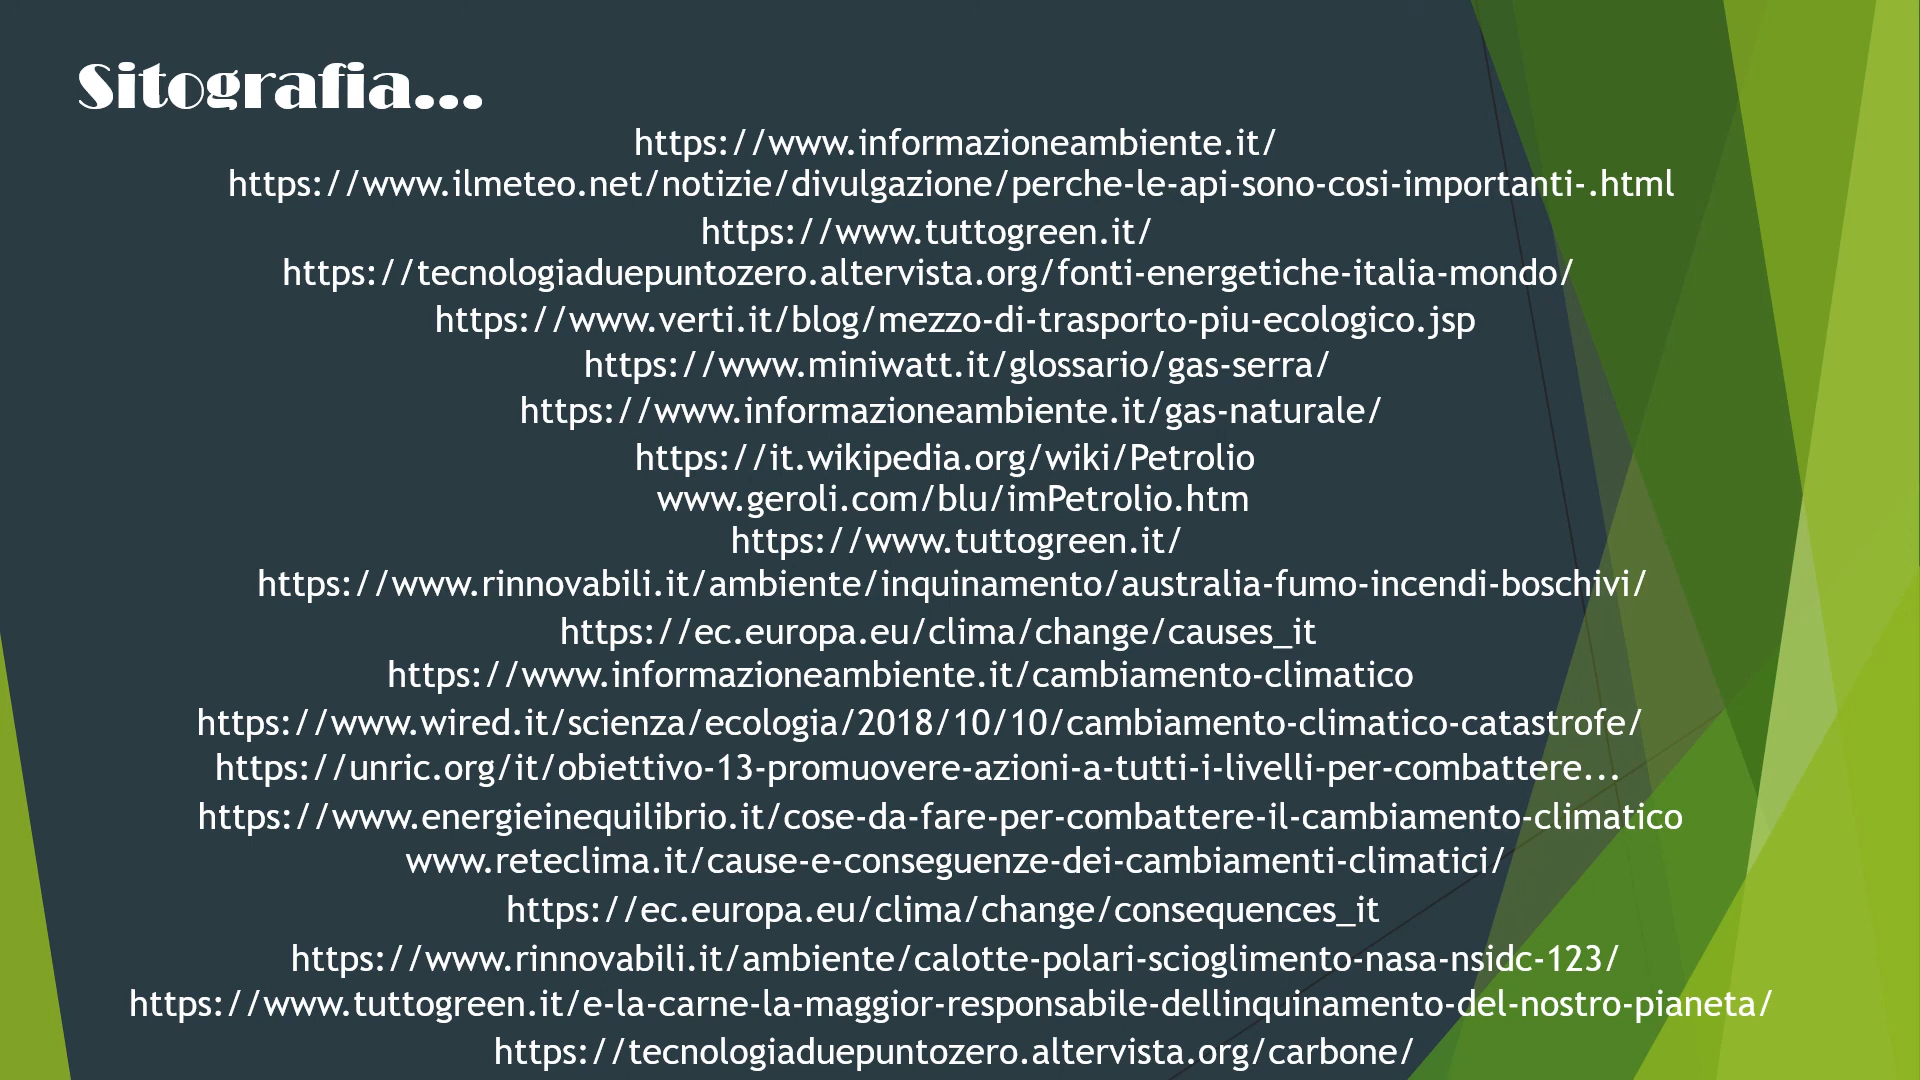 Sitografia...
https://www.informazioneambiente.it/
https://www.ilmeteo.net/notizie/divulgazione/perche-le-api-sono-cosi-importanti-.html
https://www.tuttogreen.it/
https://tecnologiaduepuntozero.altervista.org/fonti-energetiche-italia-mondo/
https://www.verti.it/blog/mezzo-di-trasporto-piu-ecologico.jsp
https://www.miniwatt.it/glossario/gas-serra/
https://www.informazioneambiente.it/gas-naturale/
https://it.wikipedia.org/wiki/Petrolio
www.geroli.com/blu/imPetrolio.htm
https://www.tuttogreen.it/
https://www.rinnovabili.it/ambiente/inquinamento/australia-fumo-incendi-boschivi/
https://ec.europa.eu/clima/change/causes_it
https://www.informazioneambiente.it/cambiamento-climatico
https://www.wired.it/scienza/ecologia/2018/10/10/cambiamento-climatico-catastrofe/
https://unric.org/it/obiettivo-13-promuovere-azioni-a-tutti-i-livelli-per-combattere...
https://www.energieinequilibrio.it/cose-da-fare-per-combattere-il-cambiamento-climatico
www.reteclima.it/cause-e-conseguenze-dei-cambiamenti-climatici/
https://ec.europa.eu/clima/change/consequences_it
https://www.rinnovabili.it/ambiente/calotte-polari-scioglimento-nasa-nsidc-123/
https://www.tuttogreen.it/e-la-carne-la-maggior-responsabile-dellinquinamento-del-nostro-pianeta/
https://tecnologiaduepuntozero.altervista.org/carbone/